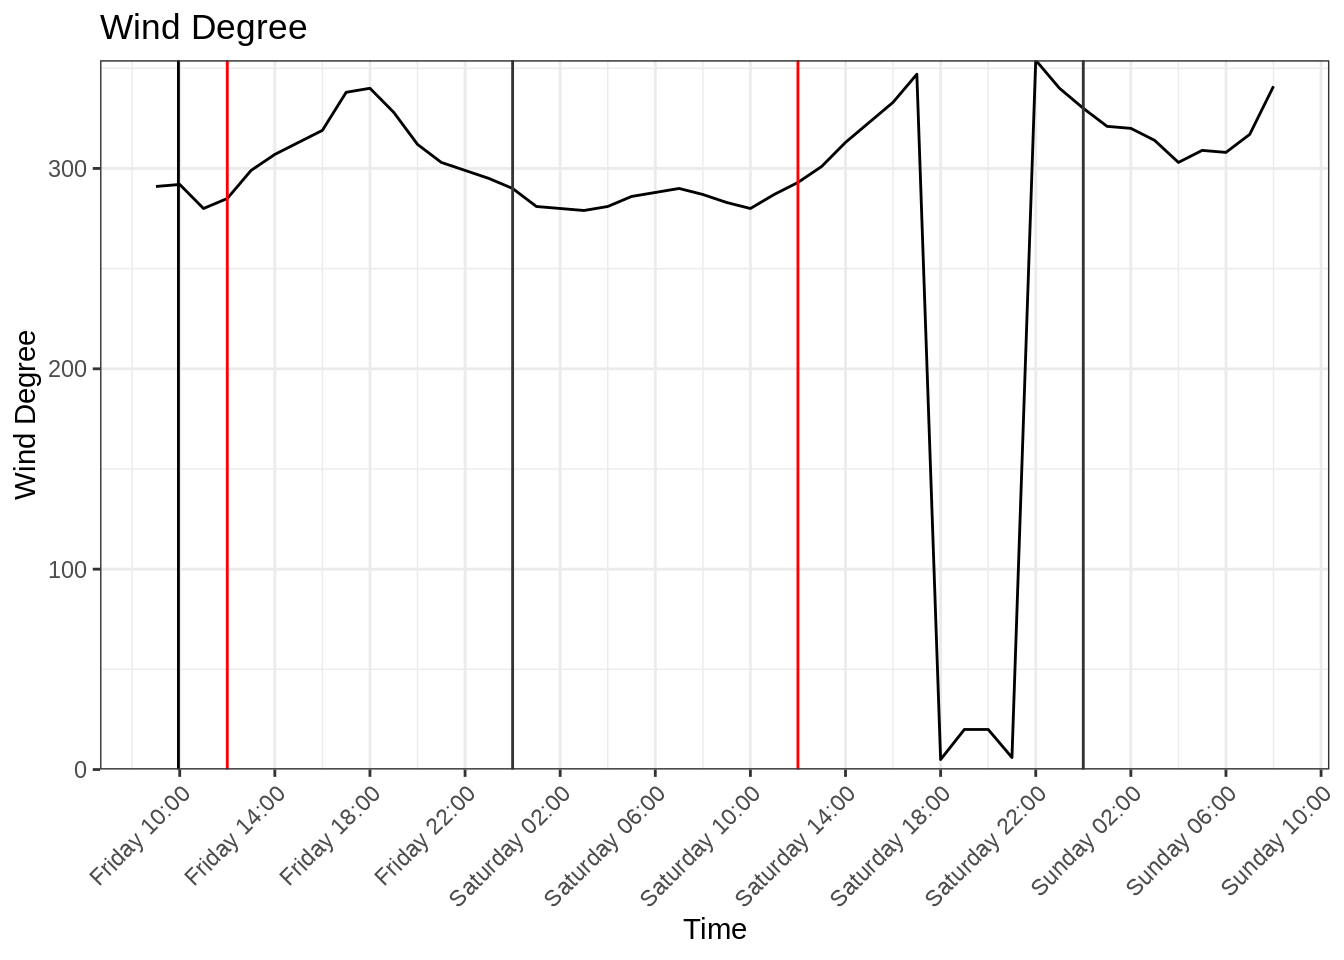 Wind Degree
Wind Degree
300
200
100
0
Friday 10:00
Friday 14:00
Friday 18:00
Friday 22:00
Saturday 02:00
Saturday 06:00
Saturday 10:00
Saturday 14:00
Saturday 18:00
Saturday 22:00
Sunday 02:00
Sunday 06:00
Sunday 10:00
Time